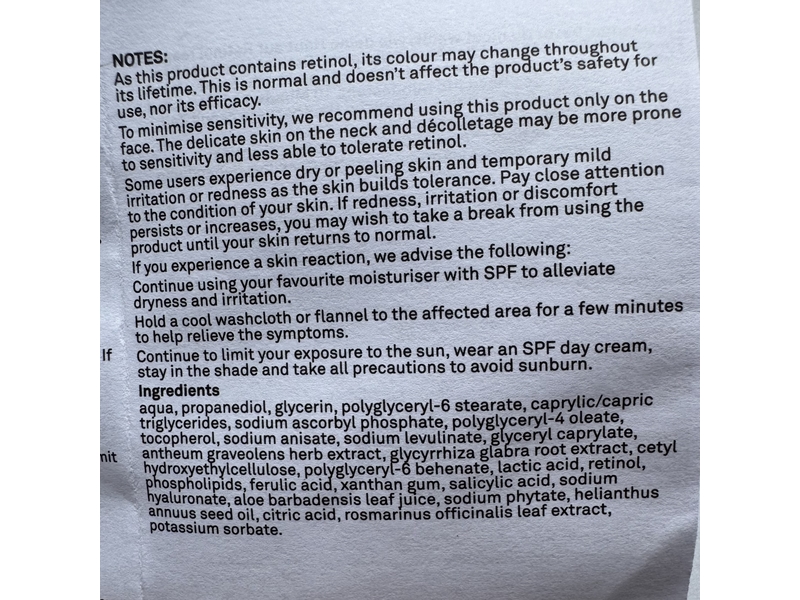 NOTES:
As this product contains retinol, its colour may change throughout
its lifetime. This is normal and doesn't affect the product's safety for
use, nor its efficacy.
To minimise sensitivity, we recommend using this product only on the
face. The delicate skin on the neck and décolletage may be more prone
to sensitivity and less able to tolerate retinol.
Some users experience dry or peeling skin and temporary mild
irritation or redness as the skin builds tolerance. Pay close attention
to the condition of your skin. If redness, irritation or discomfort
persists or increases, you may wish to take a break from using the
product until your skin returns to normal.
If you experience a skin reaction, we advise the following:
Continue using your favourite moisturiser with SPF to alleviate
dryness and irritation.
Hold a cool washcloth or flannel to the affected area for a few minutes
to help relieve the symptoms.
If
Continue to limit your exposure to the sun, wear an SPF day cream,
stay in the shade and take all precautions to avoid sunburn.
Ingredients
aqua, propanediol, glycerin, polyglyceryl-6 stearate, caprylic/capric
triglycerides, sodium ascorbyl phosphate, polyglyceryl-4 oleate,
tocopherol, sodium anisate, sodium levulinate, glyceryl caprylate,
nit
antheum graveolens herb extract, glycyrrhiza glabra root extract, cetyl
hydroxyethylcellulose, polyglyceryl-6 behenate, lactic acid, retinol,
phospholipids, ferulic acid, xanthan gum, salicylic acid, sodium
hyaluronate, aloe barbadensis leaf juice, sodium phytate, helianthus
annuus seed oil, citric acid, rosmarinus officinalis leaf extract,
potassium sorbate.